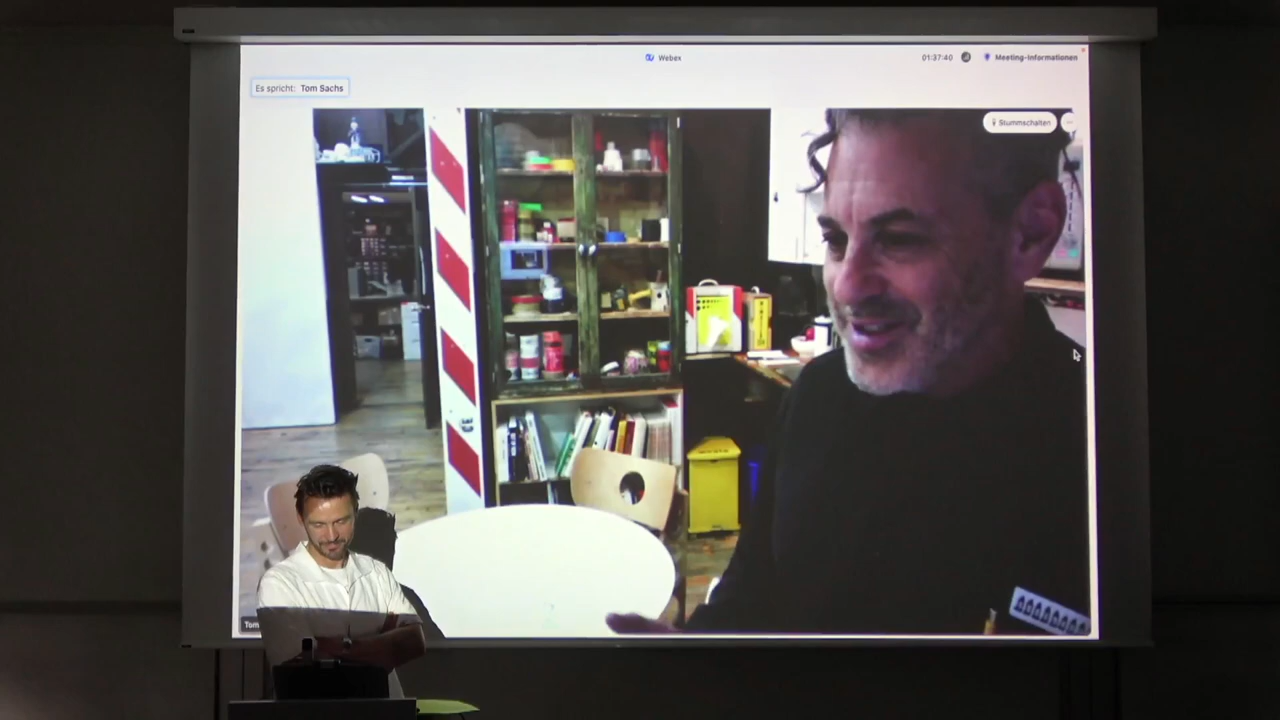 Webex
01:37:40
Meeting-Informationen
Es spricht: Tom Sachs
Stummschalten
Tom